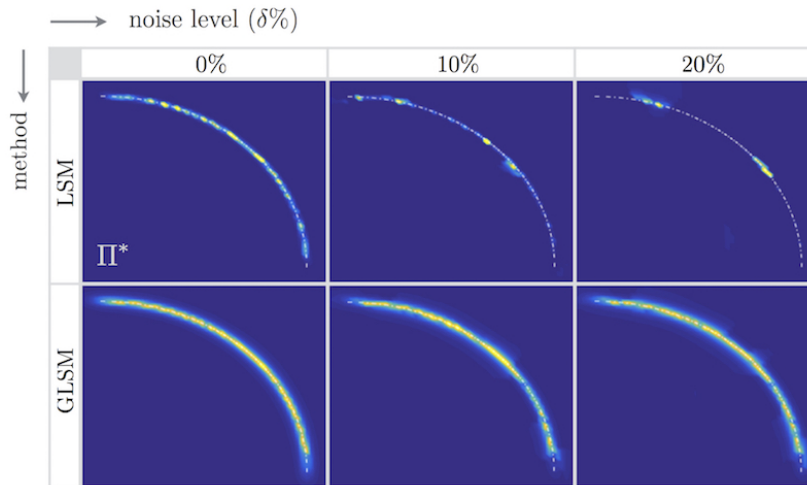 noise level (δ%)
method
0%
10%
20%
LSM
Π*
GLSM